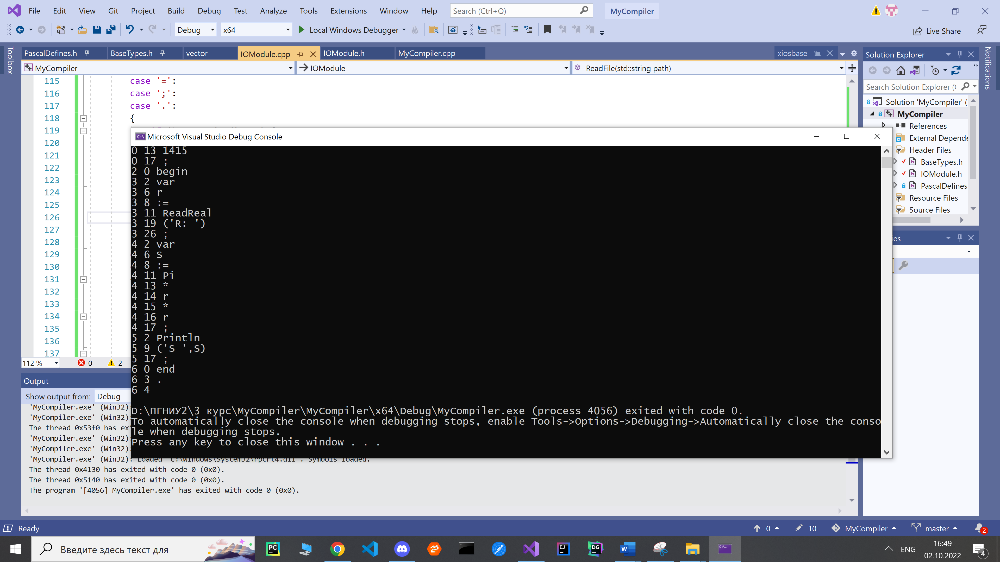 File Edit View Git Project Build Debug Test Analyze Tools Extensions Window Help Search (Ctrl+Q) MyCompiler
Debug x64 Local Windows Debugger Live Share
Toolbox
PascalDefines.h BaseTypes.h vector IOModule.cpp IOModule.h MyCompiler.cpp xiosbase
MyCompiler IOModule ReadFile(std::string path)
115 case '=':
116 case ';':
117 case '.':
118 {
119
120
121
122
123
124
125
126
127
128
129
130
131
132
133
134
135
136
137
112 % 0 2
Microsoft Visual Studio Debug Console
0 13 1415
0 17 ;
2 0 begin
3 2 var
3 6 r
3 8 :=
3 11 ReadReal
3 19 ('R: ')
3 26 ;
4 2 var
4 6 S
4 8 :=
4 11 Pi
4 13 *
4 14 r
4 15 *
4 16 r
4 17 ;
5 2 Println
5 9 ('S ',S)
5 17 ;
6 0 end
6 3 .
6 4
D:\ПГНИУ2\3 курс\MyCompiler\MyCompiler\x64\Debug\MyCompiler.exe (process 4056) exited with code 0.
To automatically close the console when debugging stops, enable Tools->Options->Debugging->Automatically close the conso
le when debugging stops.
Press any key to close this window . . .
Output
Show output from: Debug
'MyCompiler.exe' (Win32):
'MyCompiler.exe' (Win32):
The thread 0x53f0 has exi
'MyCompiler.exe' (Win32):
'MyCompiler.exe' (Win32):
'MyCompiler.exe' (Win32): Loaded 'C:\Windows\System32\rpcrt4.dll'. Symbols loaded.
The thread 0x4130 has exited with code 0 (0x0).
The thread 0x5140 has exited with code 0 (0x0).
The program '[4056] MyCompiler.exe' has exited with code 0 (0x0).
Solution Explorer
Search Solution Explorer (
Solution 'MyCompiler' (
MyCompiler
References
External Depende
Header Files
BaseTypes.h
IOModule.h
PascalDefines
Resource Files
Source Files
ies
Notifications
Ready 0 10 MyCompiler master 2
Введите здесь текст для
ENG
16:49
02.10.2022
4